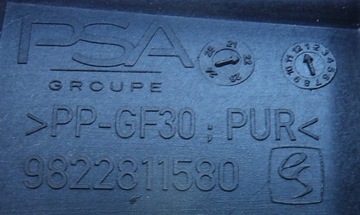 PSA
GROUPE
>PP-GF30 ; PUR<
9822811580